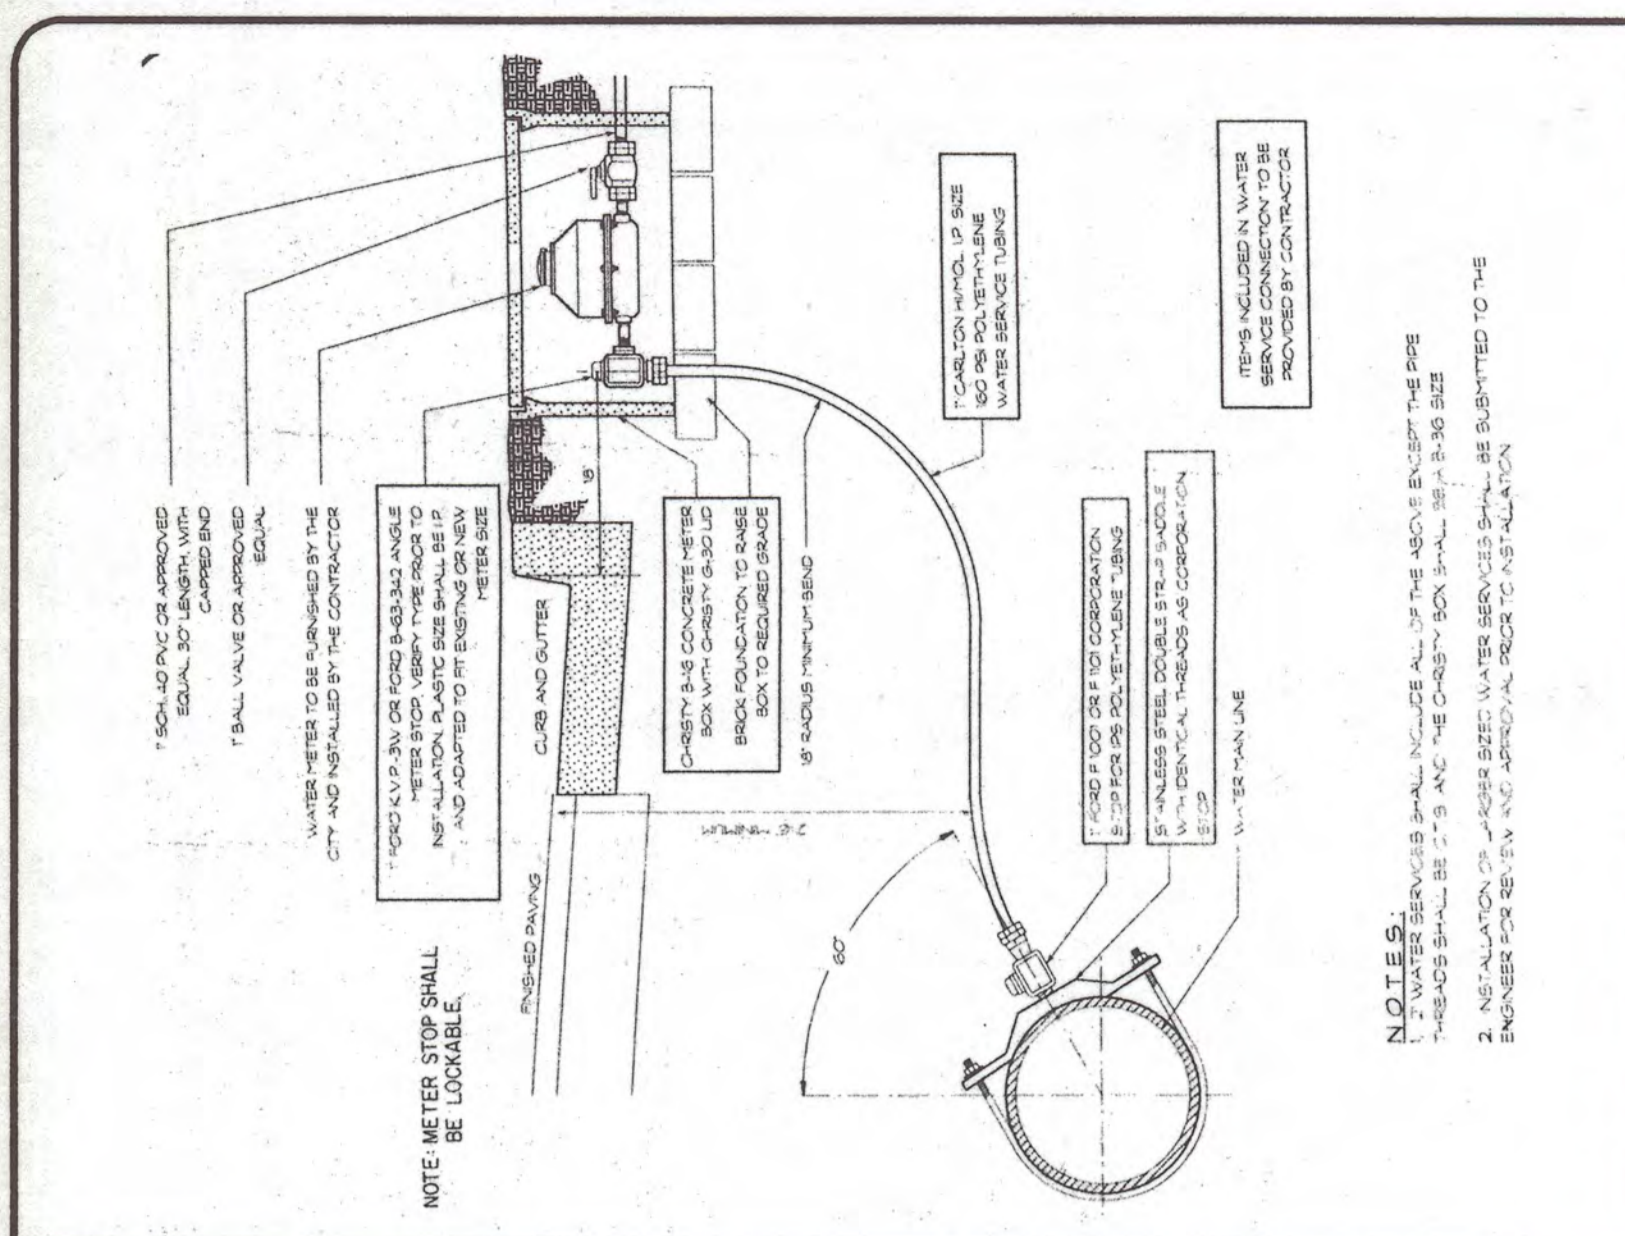 1" SCH. 40 PVC OR APPROVED
EQUAL, 30" LENGTH, WITH
CAPPED END
1" BALL VALVE OR APPROVED
EQUAL
WATER METER TO BE FURNISHED BY THE
CITY AND INSTALLED BY THE CONTRACTOR
1" FORD K.V.P.-3W OR FORD B-63-342 ANGLE
METER STOP. VERIFY TYPE PRIOR TO
INSTALLATION. PLASTIC SIZE SHALL BE I.P.
AND ADAPTED TO FIT EXISTING OR NEW
METER SIZE
NOTE: METER STOP SHALL
BE LOCKABLE.
FINISHED PAVING
CURB AND GUTTER
18"
CHRISTY B-16 CONCRETE METER
BOX WITH CHRISTY G-30 LID
BRICK FOUNDATION TO RAISE
BOX TO REQUIRED GRADE
MINIMUM
18" RADIUS MINIMUM BEND
60°
1" CARLTON HI/MOL. I.P. SIZE
160 PSI POLYETHYLENE
WATER SERVICE TUBING
1" FORD F 1001 OR F 1101 CORPORATION
STOP FOR IPS POLYETHYLENE TUBING
STAINLESS STEEL DOUBLE STRAP SADDLE
WITH IDENTICAL THREADS AS CORPORATION
STOP
WATER MAIN LINE
ITEMS INCLUDED IN WATER
SERVICE CONNECTION TO BE
PROVIDED BY CONTRACTOR
NOTES:
1. WATER SERVICES SHALL INCLUDE ALL OF THE ABOVE EXCEPT THE PIPE
THREADS SHALL BE AND THE CHRISTY BOX SHALL BE A B-36 SIZE
2. INSTALLATION OF LARGER SIZED WATER SERVICES SHALL BE SUBMITTED TO THE
ENGINEER FOR REVIEW AND APPROVAL PRIOR TO INSTALLATION